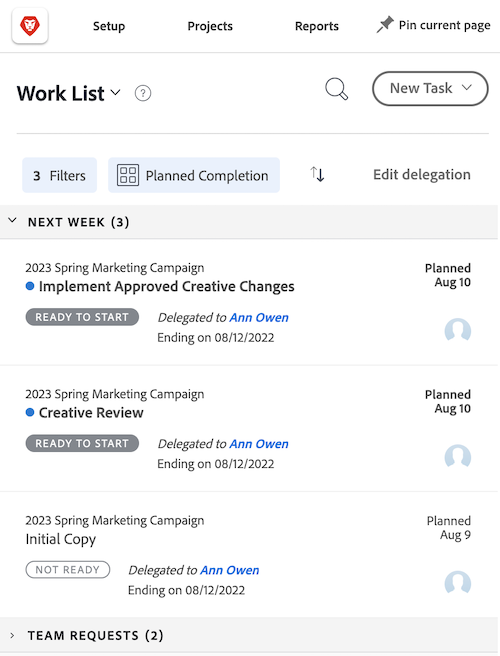 Setup Projects Reports Pin current page
Work List ? New Task
3 Filters Planned Completion Edit delegation
NEXT WEEK (3)
2023 Spring Marketing Campaign
Planned
Implement Approved Creative Changes
Aug 10
READY TO START Delegated to Ann Owen
Ending on 08/12/2022
2023 Spring Marketing Campaign
Planned
Creative Review
Aug 10
READY TO START Delegated to Ann Owen
Ending on 08/12/2022
2023 Spring Marketing Campaign
Planned
Initial Copy
Aug 9
NOT READY Delegated to Ann Owen
Ending on 08/12/2022
TEAM REQUESTS (2)